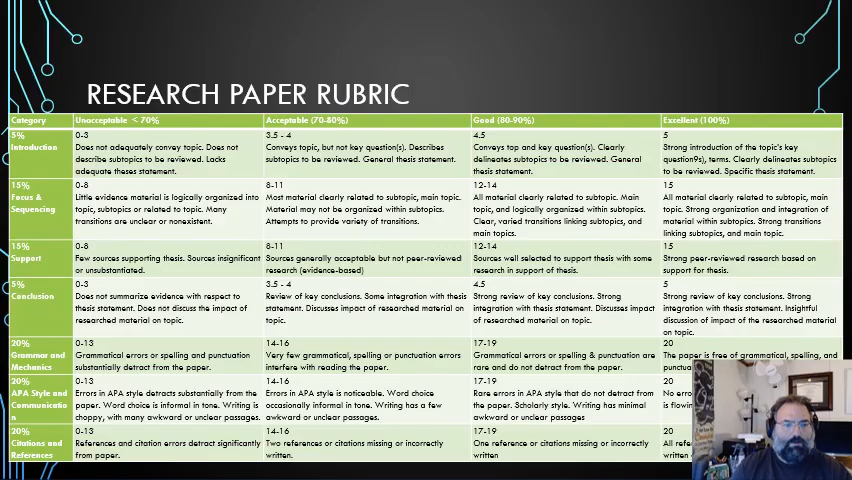 RESEARCH PAPER RUBRIC
Category Unacceptable < 70% Acceptable (70-80%) Good (80-90%) Excellent (100%)
5%
Introduction
0-3
Does not adequately convey topic. Does not
describe subtopics to be reviewed. Lacks
adequate theses statement.
3.5 - 4
Conveys topic, but not key question(s). Describes
subtopics to be reviewed. General thesis statement.
4.5
Conveys top and key question(s). Clearly
delineates subtopics to be reviewed. General
thesis statement.
5
Strong introduction of the topic's key
question9s), terms. Clearly delineates subtopics
to be reviewed. Specific thesis statement.
15%
Focus &
Sequencing
0-8
Little evidence material is logically organized into
topic, subtopics or related to topic. Many
transitions are unclear or nonexistent.
8-11
Most material clearly related to subtopic, main topic.
Material may not be organized within subtopics.
Attempts to provide variety of transitions.
12-14
All material clearly related to subtopic. Main
topic, and logically organized within subtopics.
Clear, varied transitions linking subtopics, and
main topics.
15
All material clearly related to subtopic, main
topic. Strong organization and integration of
material within subtopics. Strong transitions
linking subtopics, and main topic.
15%
Support
0-8
Few sources supporting thesis. Sources insignificant
or unsubstantiated.
8-11
Sources generally acceptable but not peer-reviewed
research (evidence-based)
12-14
Sources well selected to support thesis with some
research in support of thesis.
15
Strong peer-reviewed research based on
support for thesis.
5%
Conclusion
0-3
Does not summarize evidence with respect to
thesis statement. Does not discuss the impact of
researched material on topic.
3.5 - 4
Review of key conclusions. Some integration with thesis
statement. Discusses impact of researched material on
topic.
4.5
Strong review of key conclusions. Strong
integration with thesis statement. Discusses impact
of researched material on topic.
5
Strong review of key conclusions. Strong
integration with thesis statement. Insightful
discussion of impact of the researched material
on topic.
20%
Grammar and
Mechanics
0-13
Grammatical errors or spelling and punctuation
substantially detract from the paper.
14-16
Very few grammatical, spelling or punctuation errors
interfere with reading the paper.
17-19
Grammatical errors or spelling & punctuation are
rare and do not detract from the paper.
20
The paper is free of grammatical, spelling, and
20%
APA Style and
Communicatio
n
0-13
Errors in APA style detracts substantially from the
paper. Word choice is informal in tone. Writing is
choppy, with many awkward or unclear passages.
14-16
Errors in APA style is noticeable. Word choice
occasionally informal in tone. Writing has a few
awkward or unclear passages.
17-19
Rare errors in APA style that do not detract from
the paper. Scholarly style. Writing has minimal
awkward or unclear passages
20
No
is
20%
Citations and
References
0-13
References and citation errors detract significantly
from paper.
14-16
Two references or citations missing or incorrectly
written.
17-19
One reference or citations missing or incorrectly
written
20
All
written